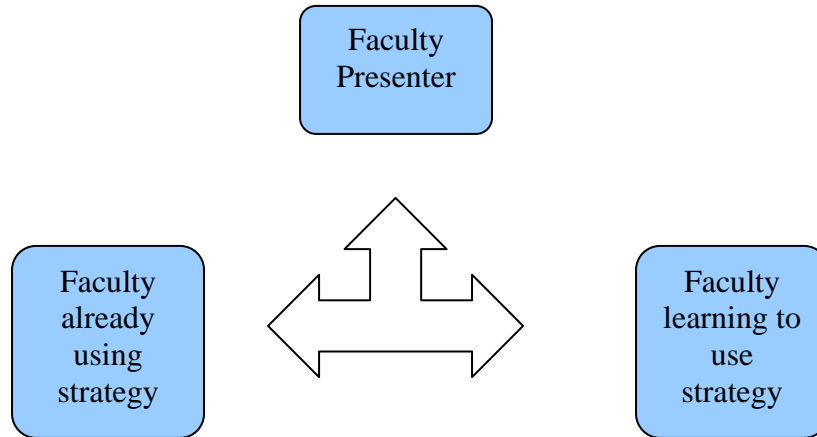 Faculty
Presenter
Faculty
already
using
strategy
Faculty
learning to
use
strategy